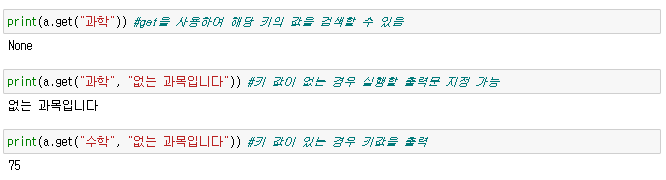 print(a.get("과학")) #get을 사용하여 해당 키의 값을 검색할 수 있음
None
print(a.get("과학", "없는 과목입니다")) #키 값이 없는 경우 실행할 출력문 지정 가능
없는 과목입니다
print(a.get("수학", "없는 과목입니다")) #키 값이 있는 경우 키값을 출력
75